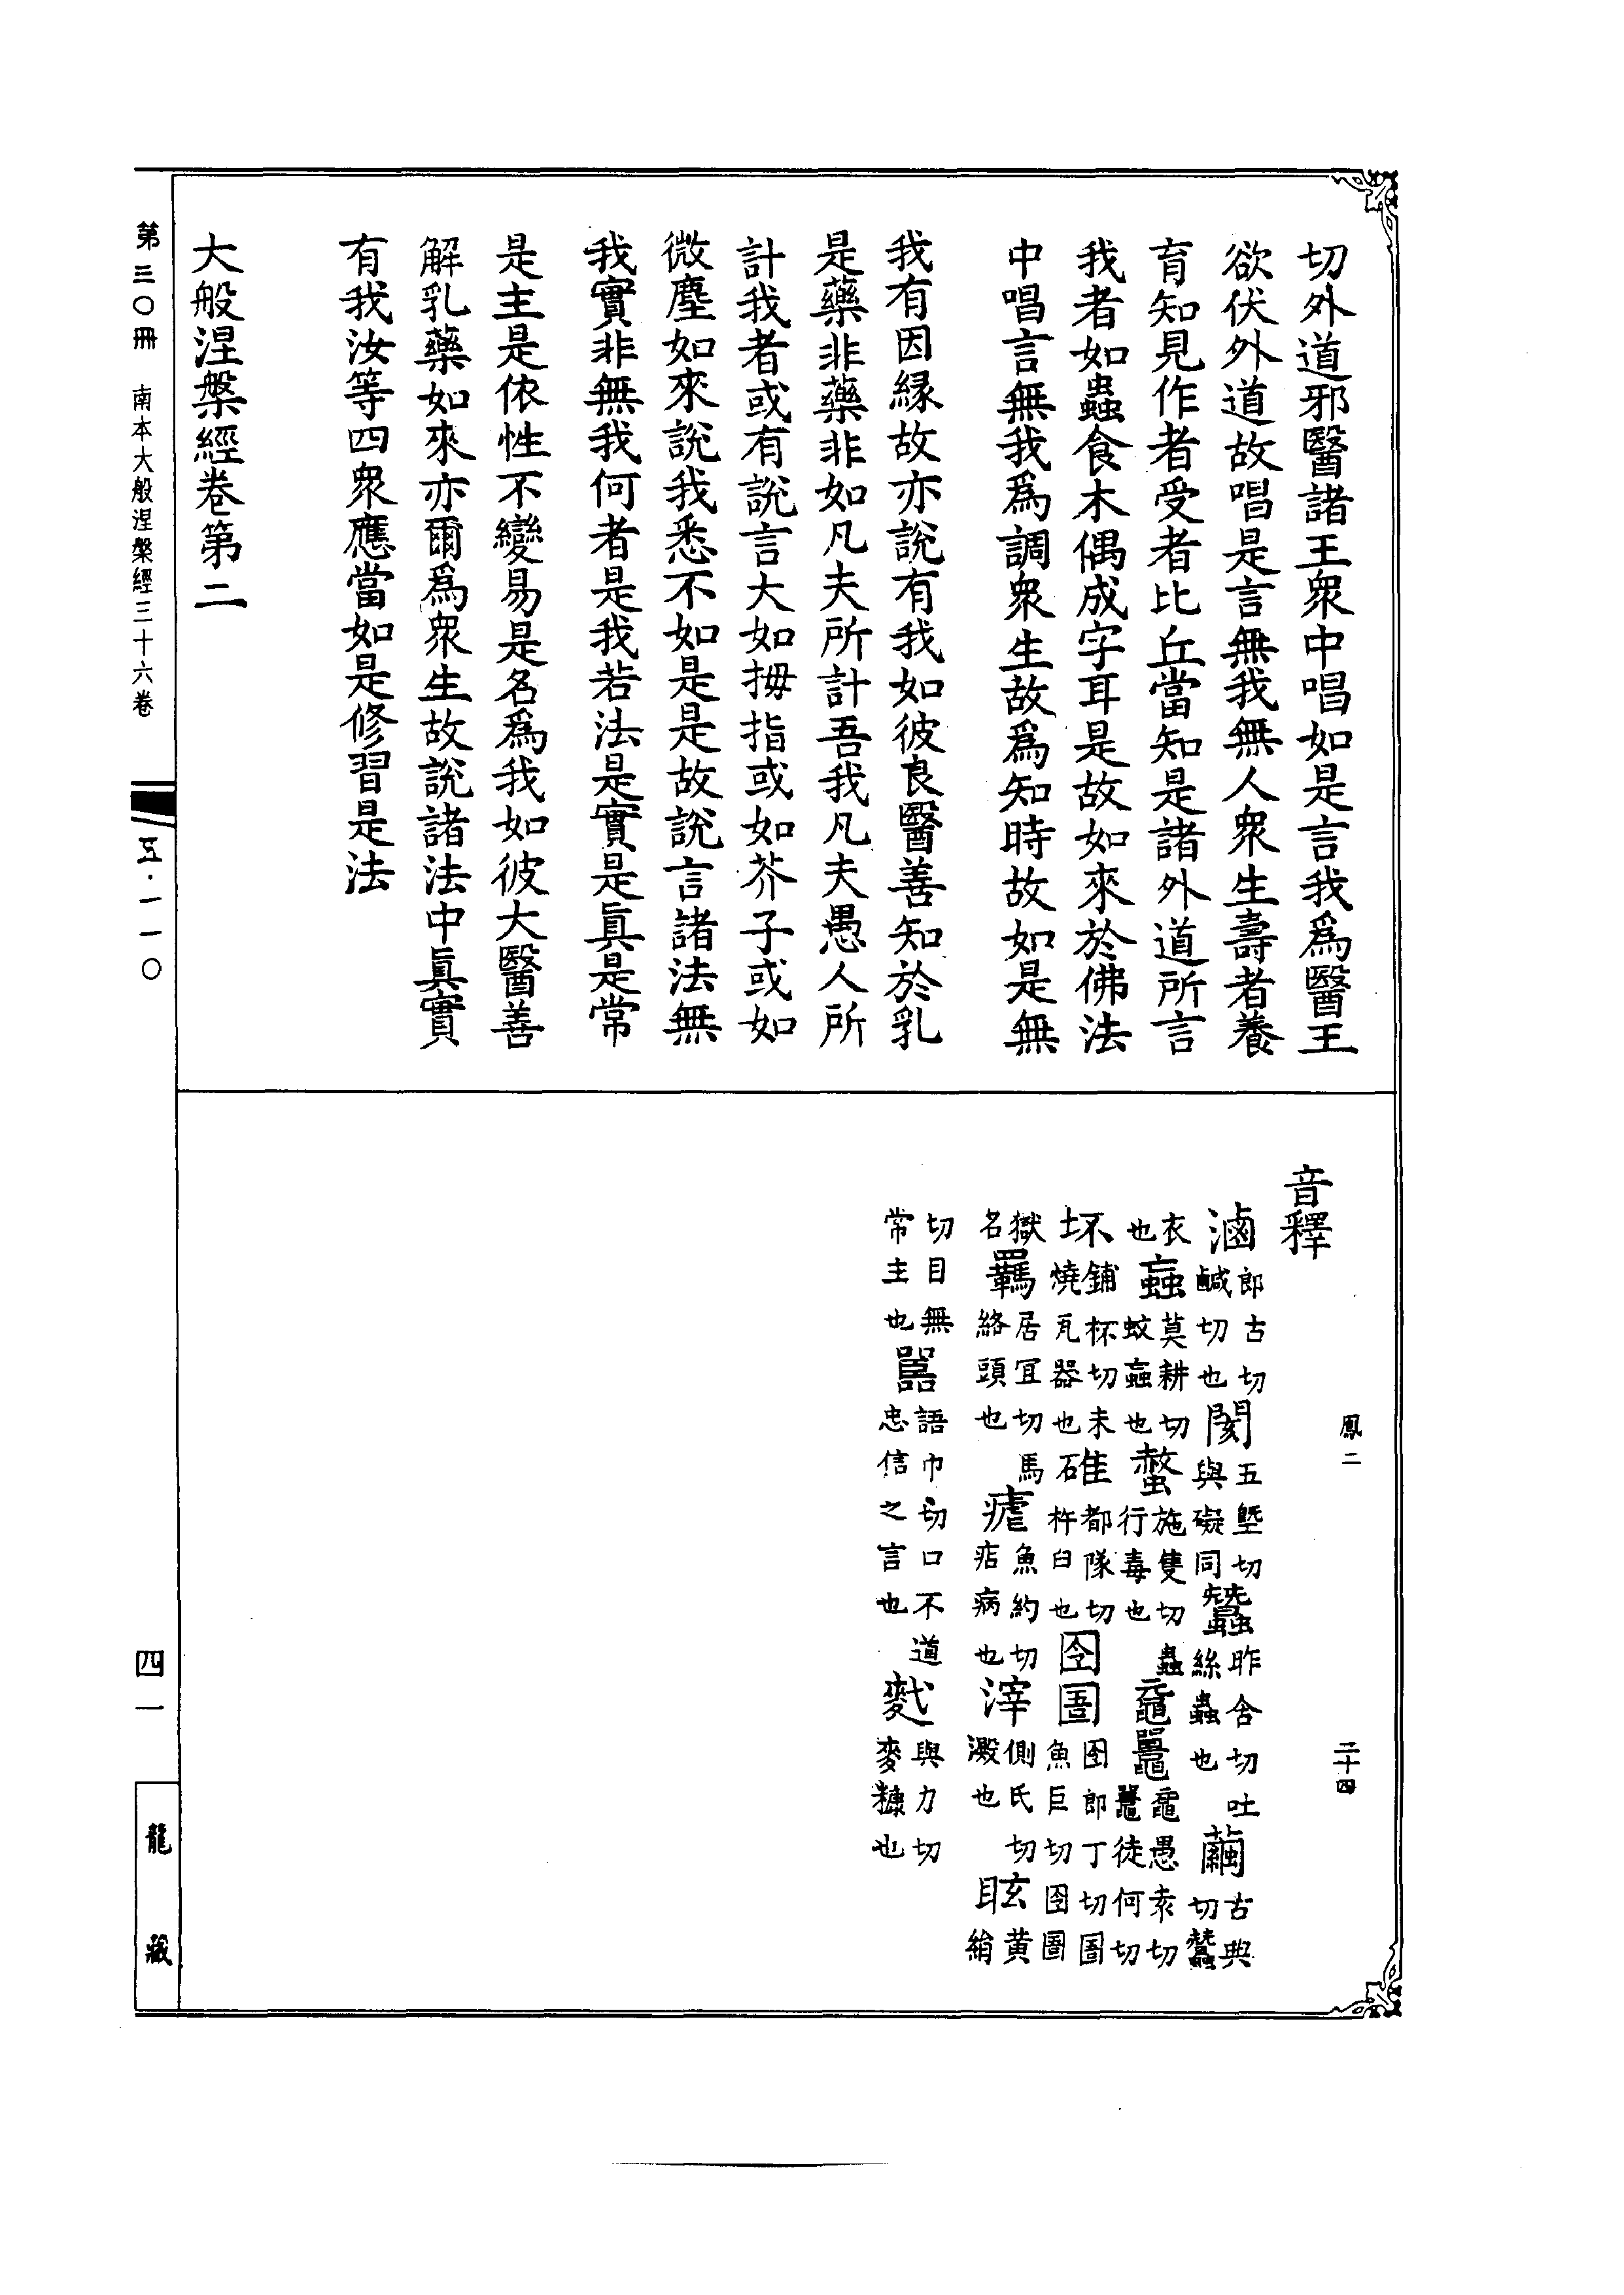 切外道邪醫諸王眾中唱如是言我為醫王
欲伏外道故唱是言無我無人眾生壽者養
育知見作者受者比丘當知是諸外道所言
我者如蟲食木偶成字耳是故如來於佛法
中唱言無我為調眾生故為知時故如是無
我有因緣故亦說有我如彼良醫善知於乳
是藥非藥非如凡夫所計吾我凡夫愚人所
計我者或有說言大如拇指或如芥子或如
微塵如來說我悉不如是是故說言諸法無
我實非無我何者是我若法是實是真是常
是主是依性不變易是名為我如彼大醫善
解乳藥如來亦爾為眾生故說諸法中真實
有我汝等四眾應當如是修習是法
大般涅槃經卷第二
鳳二
二十四
音釋
滷郎古切鹹切也閡五塈切與礙同蠶昨含切吐絲蟲也繭古典切蠶
衣也蝱莫耕切蚊蝱也螫施隻切蟲行毒也黿鼉黿愚袁切鼉徒何切
坏鋪杯切未燒瓦器也碓都隊切杵臼也囹圄囹郎丁切圄魚巨切囹圄
獄名羈居宜切馬絡頭也瘧魚約切痁病也滓側氏切澱也眩黃絹
切目無常主也嚚語巾切口不道忠信之言也麩與力切麥糠也
第三〇冊 南本大般涅槃經三十六卷
五·一一〇
四一
龍藏